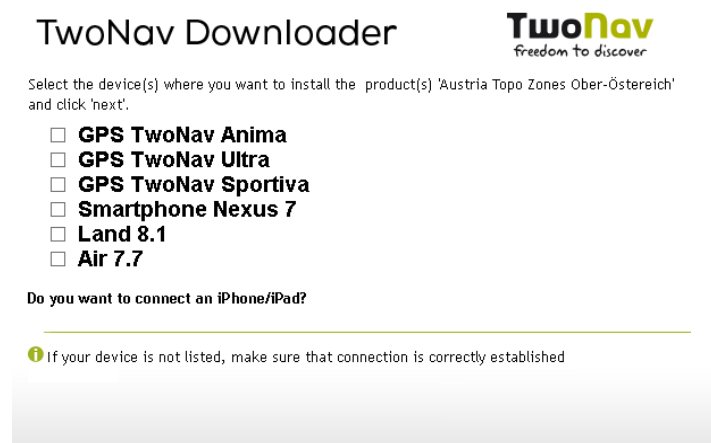 TwoNav Downloader
TwoNav
freedom to discover
Select the device(s) where you want to install the product(s) 'Austria Topo Zones Ober-Östereich'
and click 'next'.
GPS TwoNav Anima
GPS TwoNav Ultra
GPS TwoNav Sportiva
Smartphone Nexus 7
Land 8.1
Air 7.7
Do you want to connect an iPhone/iPad?
If your device is not listed, make sure that connection is correctly established